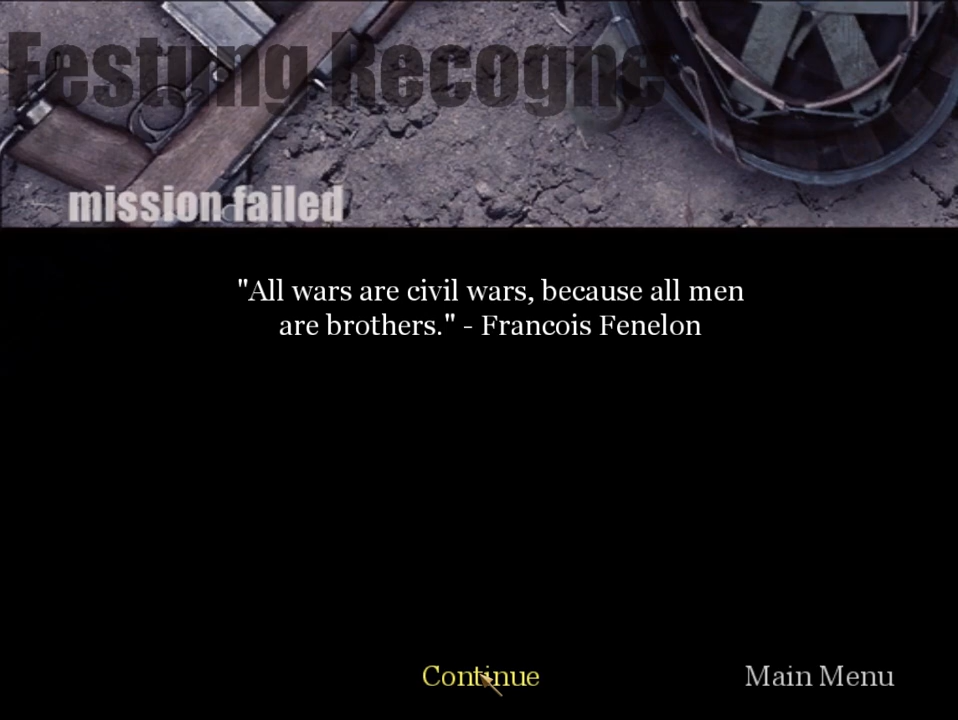 Festung Recogne
mission failed
"All wars are civil wars, because all men
are brothers." - Francois Fenelon
Continue
Main Menu